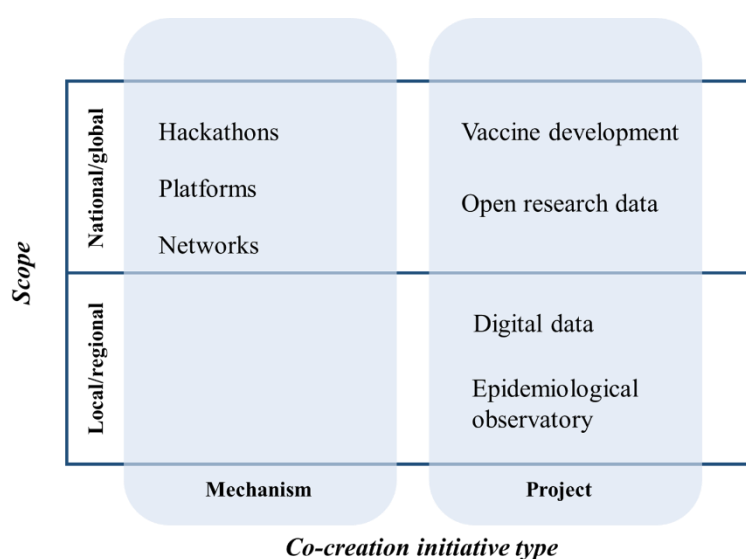 Scope
National/global
Hackathons
Platforms
Networks
Vaccine development
Open research data
Local/regional
Digital data
Epidemiological
observatory
Mechanism
Project
Co-creation initiative type